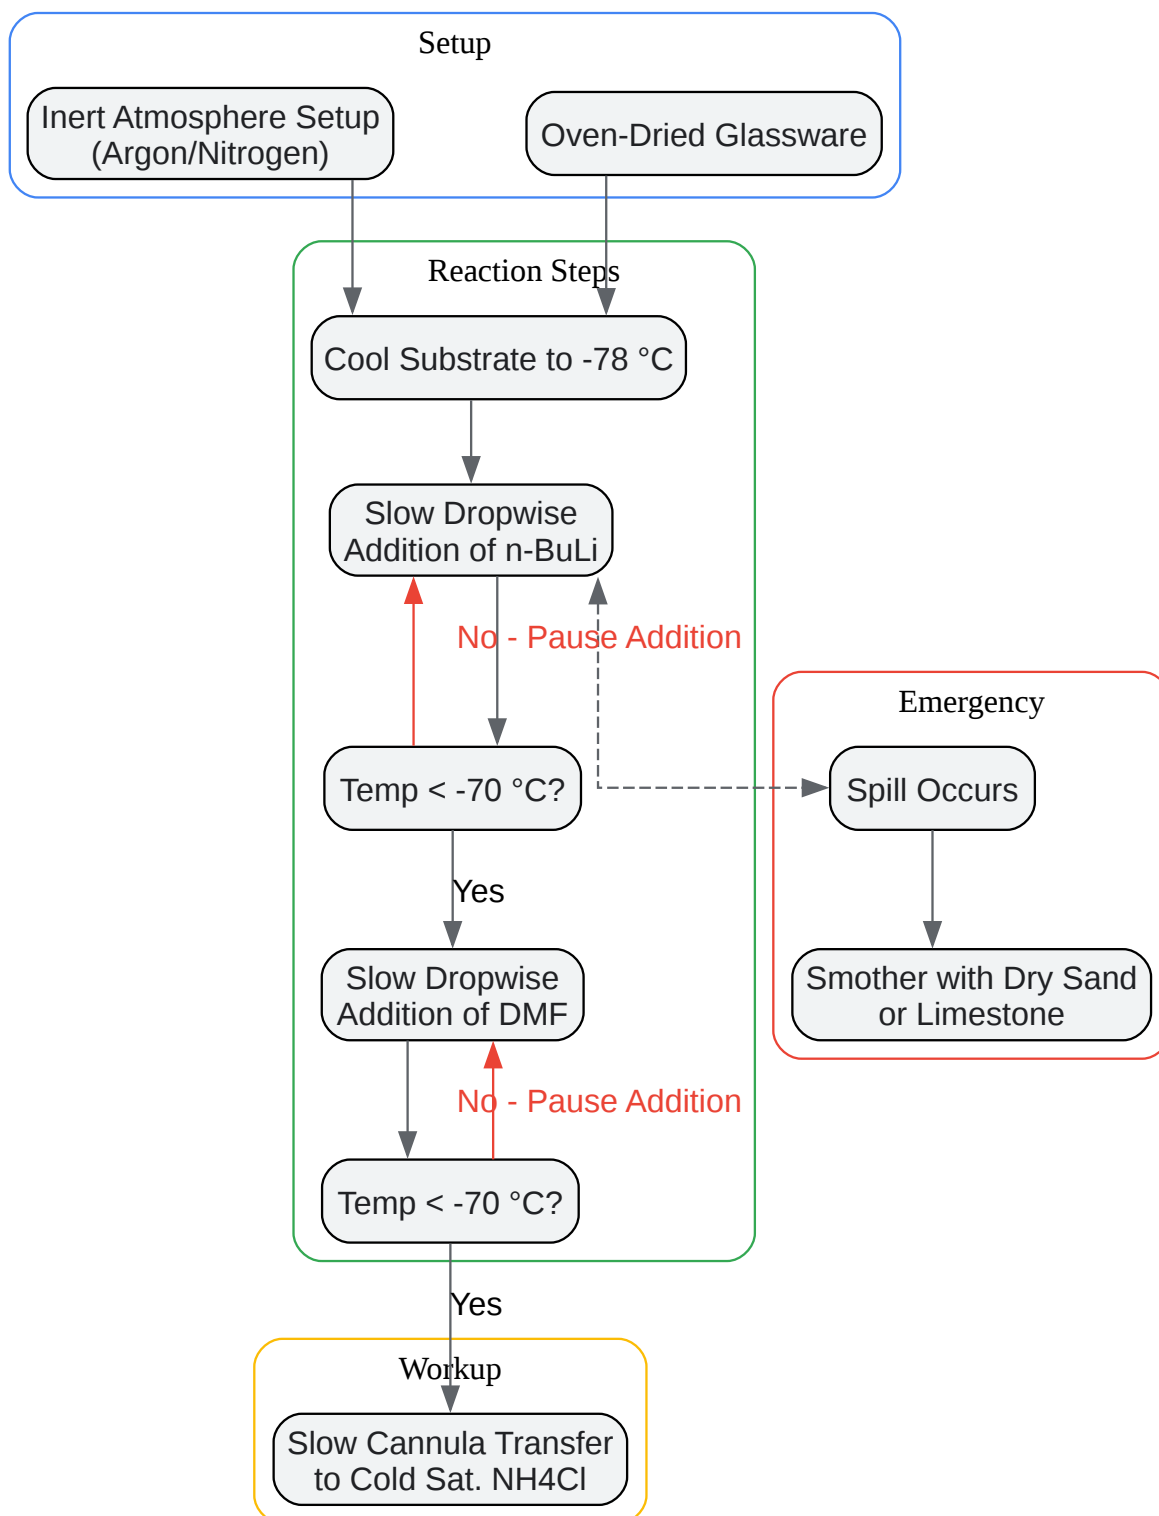 Setup
Inert Atmosphere Setup
(Argon/Nitrogen)
Oven-Dried Glassware
Reaction Steps
Cool Substrate to -78 °C
Slow Dropwise
Addition of n-BuLi
No - Pause Addition
Temp < -70 °C?
Yes
Slow Dropwise
Addition of DMF
No - Pause Addition
Temp < -70 °C?
Yes
Emergency
Spill Occurs
Smother with Dry Sand
or Limestone
Workup
Slow Cannula Transfer
to Cold Sat. NH4Cl